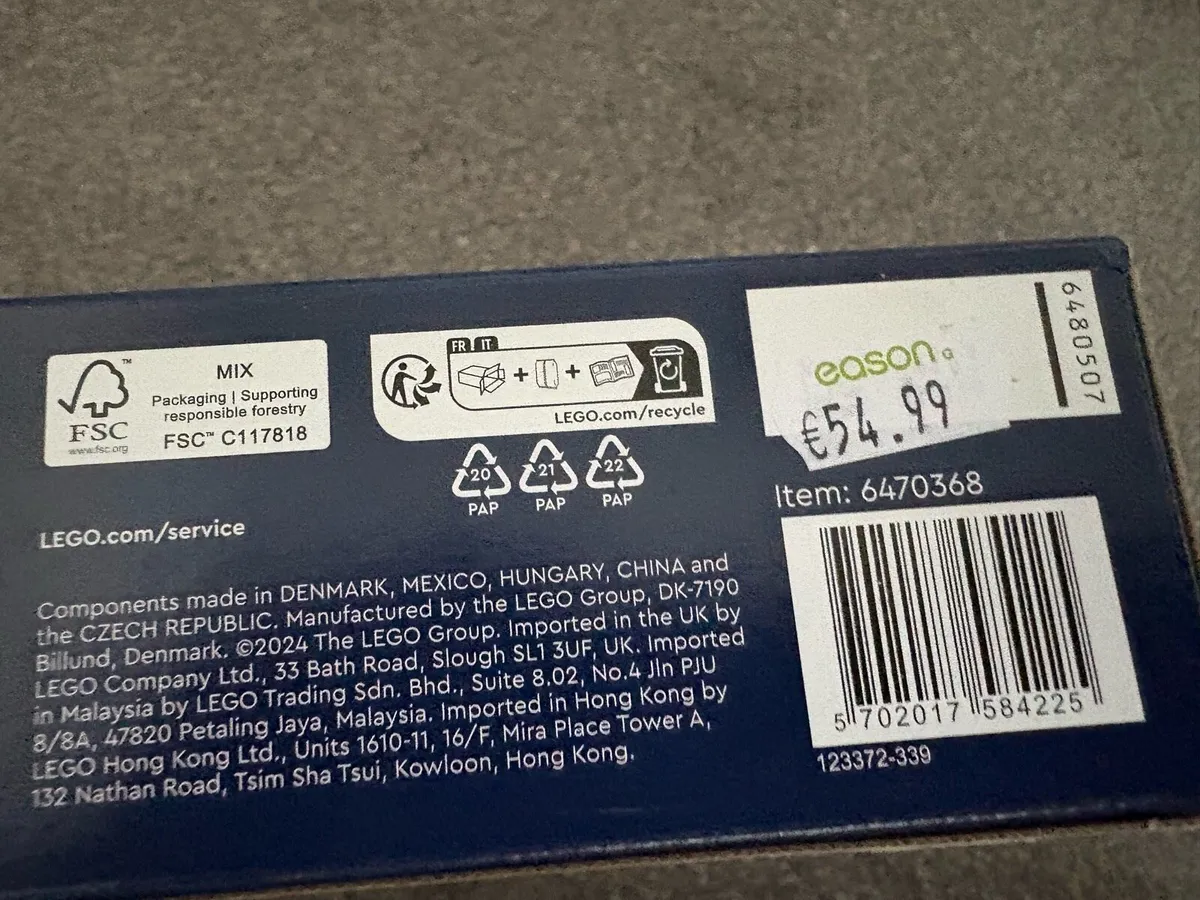 FSC
www.fsc.org
MIX
Packaging | Supporting
responsible forestry
FSC™ C117818
FR IT
LEGO.com/recycle
20
PAP
21
PAP
22
PAP
eason
€54.99
6480507
Item: 6470368
5 702017 584225
123372-339
LEGO.com/service
Components made in DENMARK, MEXICO, HUNGARY, CHINA and
the CZECH REPUBLIC. Manufactured by the LEGO Group, DK-7190
Billund, Denmark. ©2024 The LEGO Group. Imported in the UK by
LEGO Company Ltd., 33 Bath Road, Slough SL1 3UF, UK. Imported
in Malaysia by LEGO Trading Sdn. Bhd., Suite 8.02, No.4 Jln PJU
8/8A, 47820 Petaling Jaya, Malaysia. Imported in Hong Kong by
LEGO Hong Kong Ltd., Units 1610-11, 16/F, Mira Place Tower A,
132 Nathan Road, Tsim Sha Tsui, Kowloon, Hong Kong.